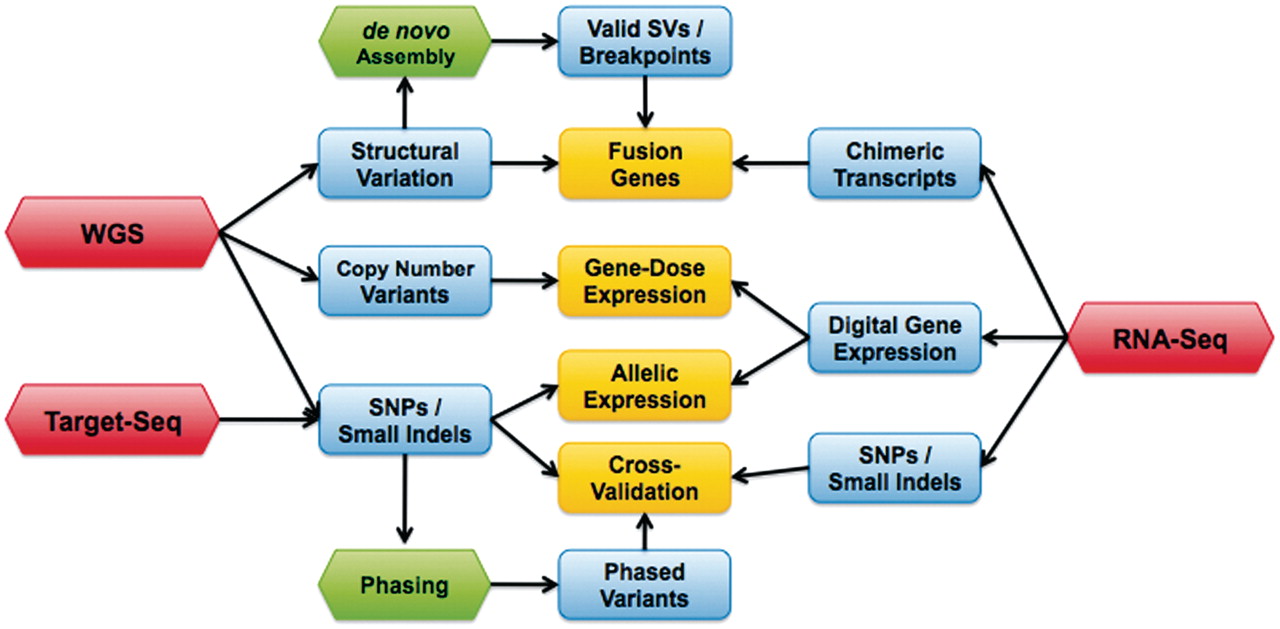 de novo
Assembly
Valid SVs /
Breakpoints
Structural
Variation
Fusion
Genes
Chimeric
Transcripts
WGS
Copy Number
Variants
Gene-Dose
Expression
Digital Gene
Expression
RNA-Seq
Allelic
Expression
Target-Seq
SNPs /
Small Indels
Cross-
Validation
SNPs /
Small Indels
Phasing
Phased
Variants